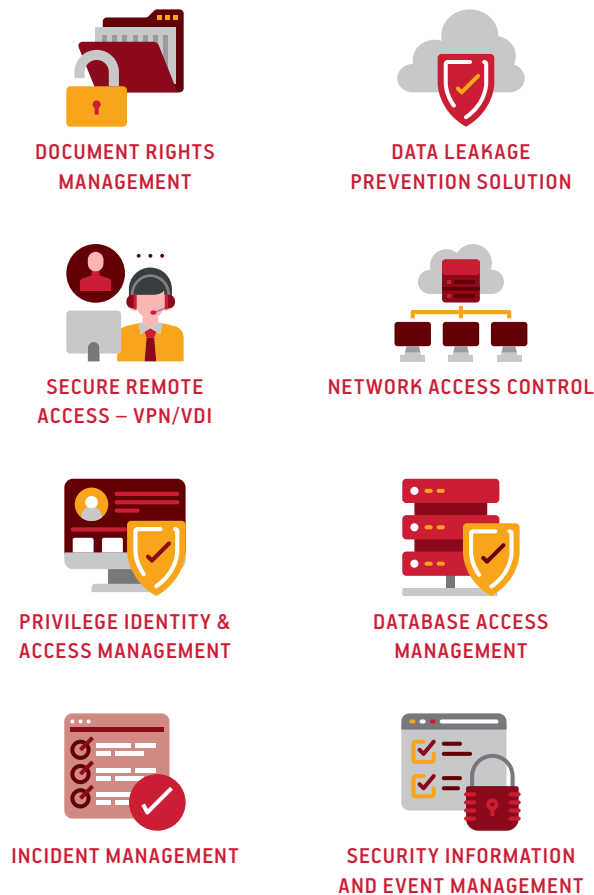 DOCUMENT RIGHTS
MANAGEMENT
DATA LEAKAGE
PREVENTION SOLUTION
SECURE REMOTE
ACCESS – VPN/VDI
NETWORK ACCESS CONTROL
PRIVILEGE IDENTITY &
ACCESS MANAGEMENT
DATABASE ACCESS
MANAGEMENT
INCIDENT MANAGEMENT
SECURITY INFORMATION
AND EVENT MANAGEMENT